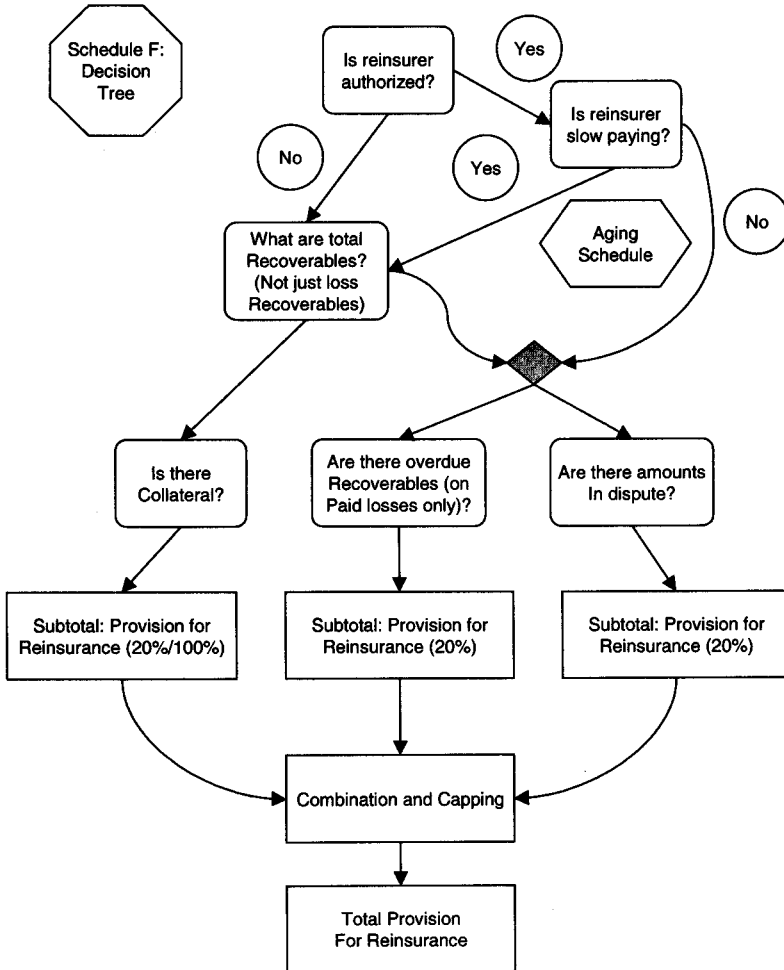 Schedule F:
Decision
Tree
Is reinsurer
authorized?
Yes
Is reinsurer
slow paying?
No
Yes
No
What are total
Recoverables?
(Not just loss
Recoverables)
Aging
Schedule
Is there
Collateral?
Are there overdue
Recoverables (on
Paid losses only)?
Are there amounts
In dispute?
Subtotal: Provision for
Reinsurance (20%/100%)
Subtotal: Provision for
Reinsurance (20%)
Subtotal: Provision for
Reinsurance (20%)
Combination and Capping
Total Provision
For Reinsurance